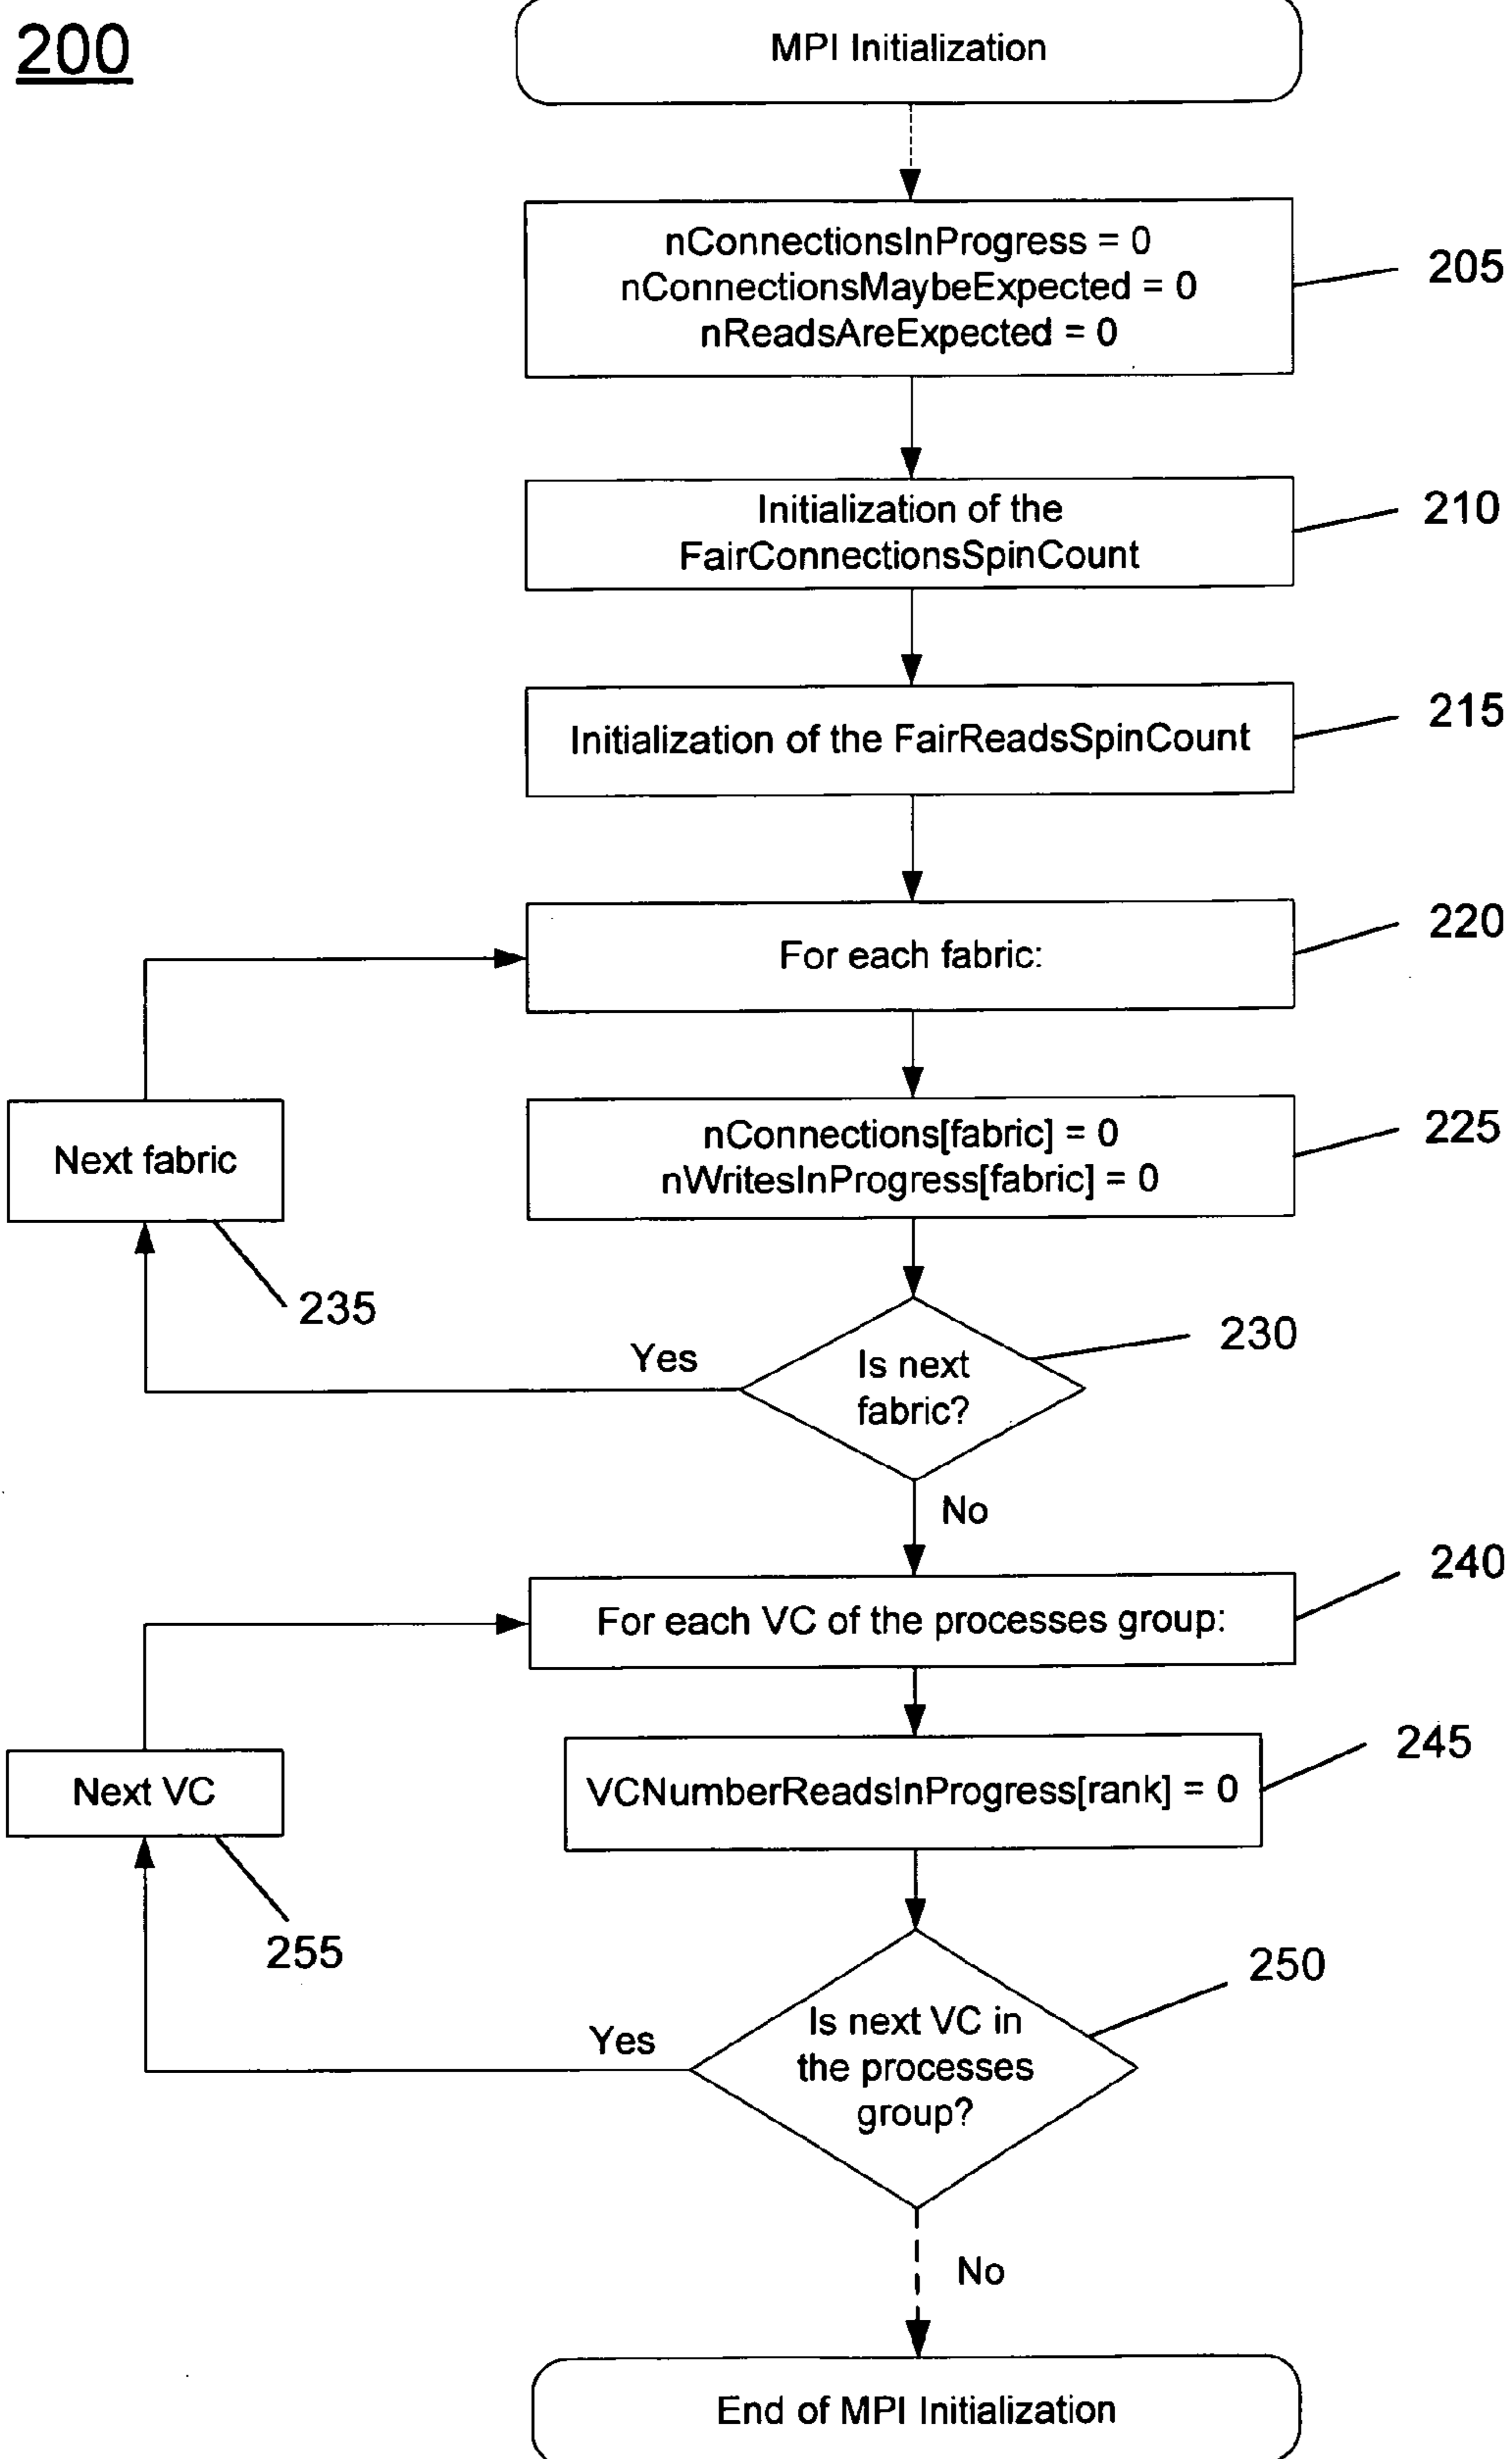 200
MPI Initialization
nConnectionsInProgress = 0
nConnectionsMaybeExpected = 0
nReadsAreExpected = 0
205
Initialization of the
FairConnectionsSpinCount
210
Initialization of the FairReadsSpinCount
215
For each fabric:
220
nConnections[fabric] = 0
nWritesInProgress[fabric] = 0
225
Next fabric
235
Is next
fabric?
230
Yes
No
For each VC of the processes group:
240
VCNumberReadsInProgress[rank] = 0
245
Next VC
255
Is next VC in
the processes
group?
250
Yes
No
End of MPI Initialization